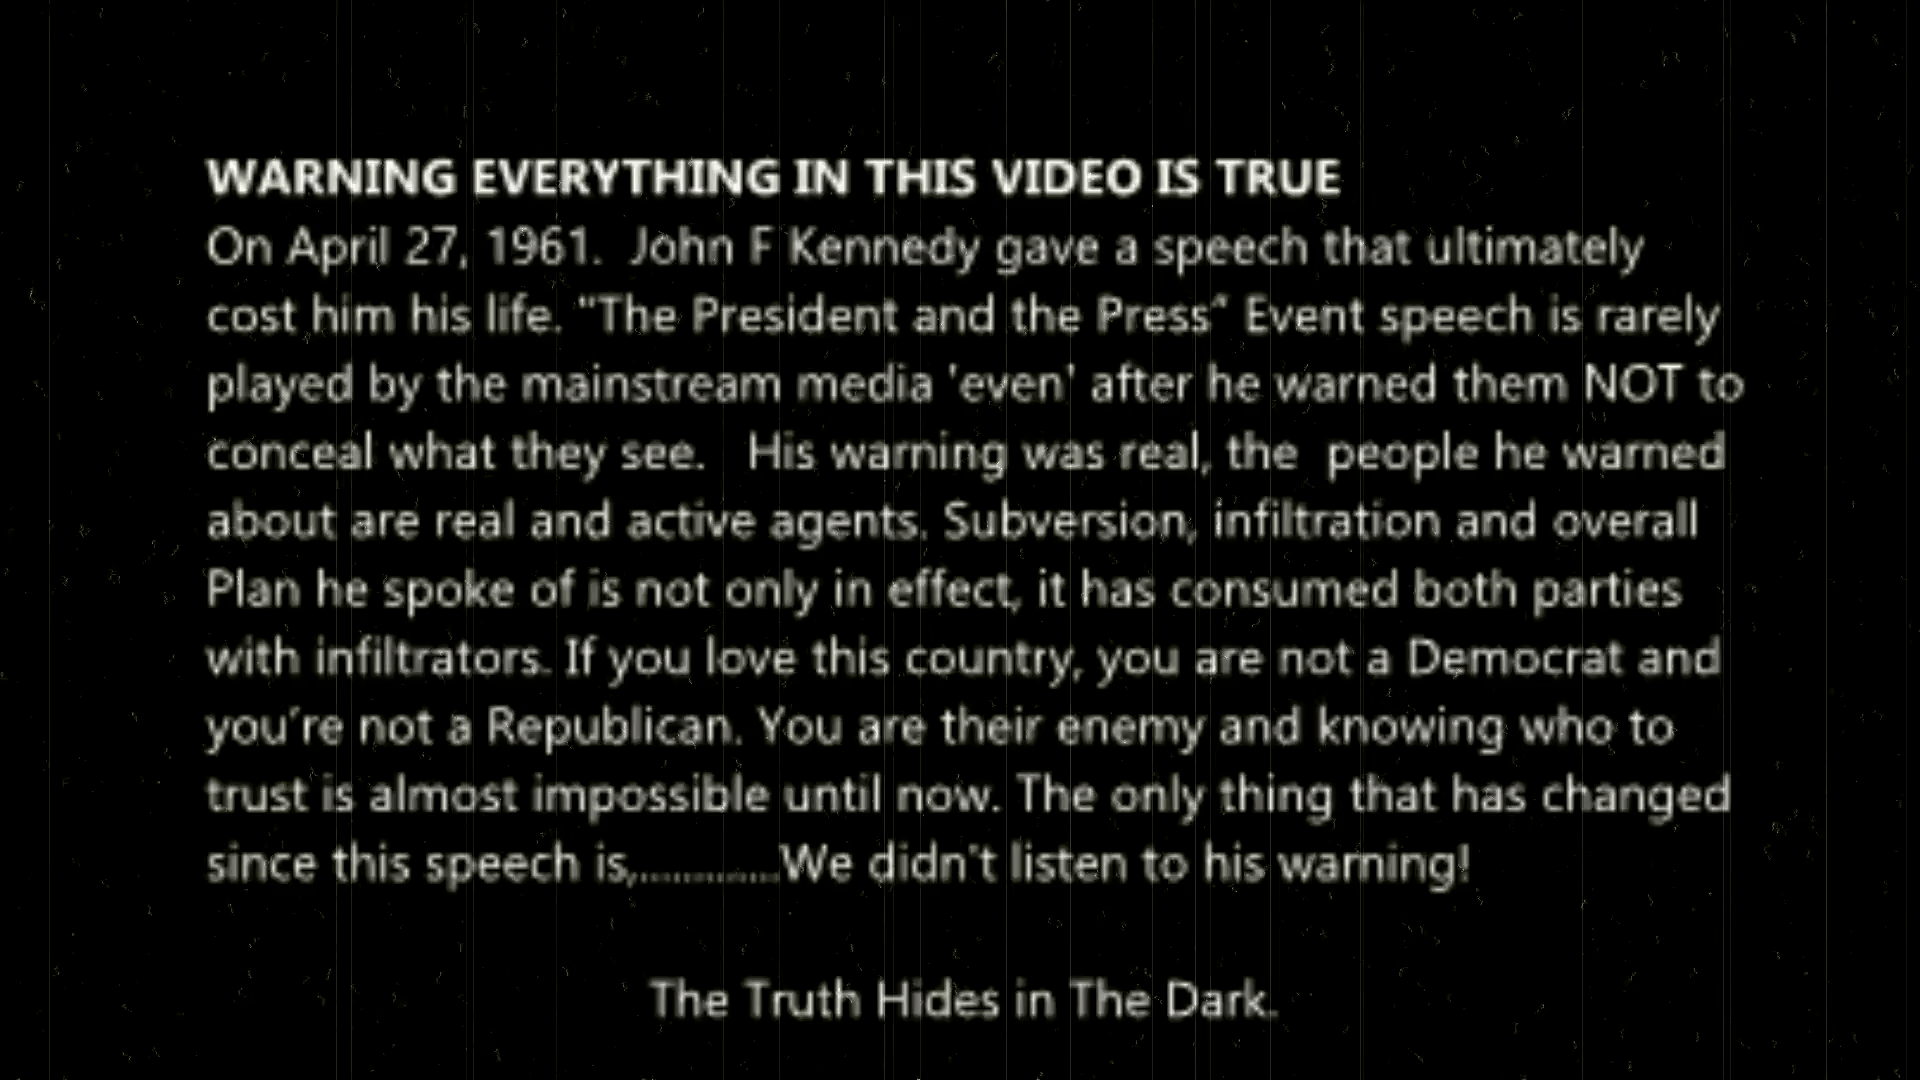 WARNING EVERYTHING IN THIS VIDEO IS TRUE
On April 27, 1961.  John F Kennedy gave a speech that ultimately
cost him his life. "The President and the Press" Event speech is rarely
played by the mainstream media 'even' after he warned them NOT to
conceal what they see.   His warning was real, the  people he warned
about are real and active agents. Subversion, infiltration and overall
Plan he spoke of is not only in effect, it has consumed both parties
with infiltrators. If you love this country, you are not a Democrat and
you're not a Republican. You are their enemy and knowing who to
trust is almost impossible until now. The only thing that has changed
since this speech is,.............We didn't listen to his warning!
The Truth Hides in The Dark.